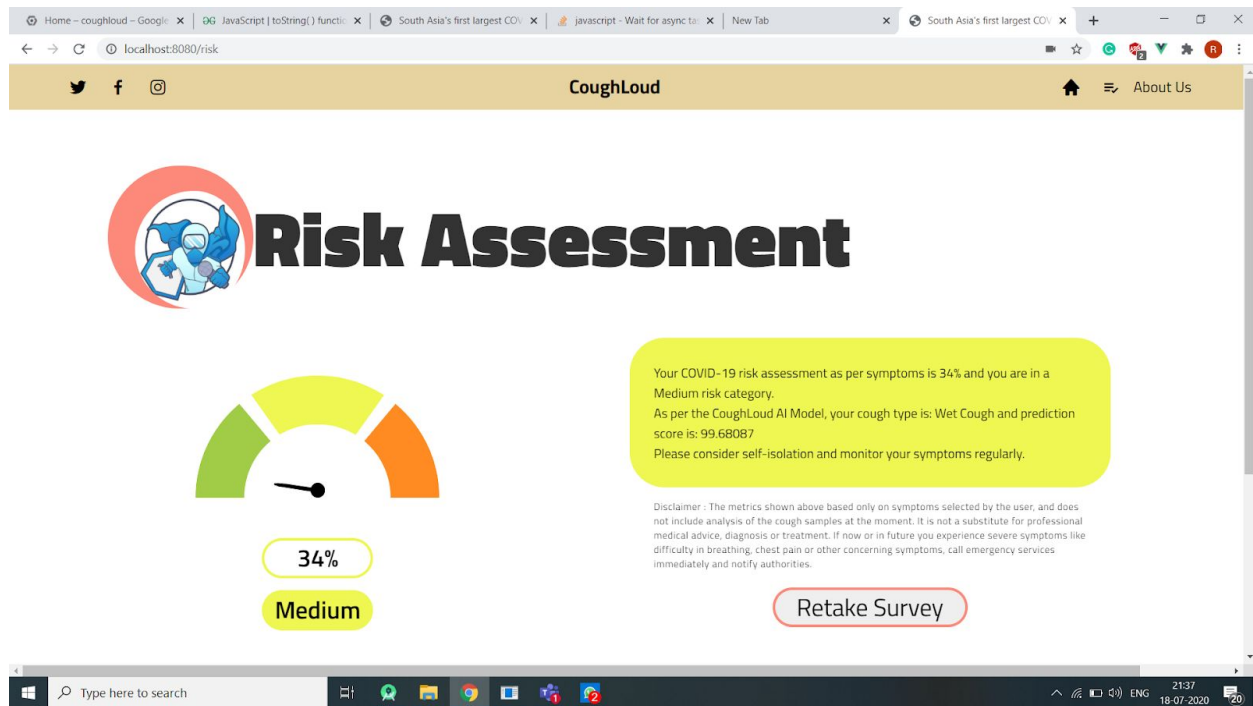 Home – coughloud – Google
JavaScript | toString( ) functio
South Asia's first largest COV
javascript - Wait for async ta
New Tab
South Asia's first largest COV
localhost:8080/risk
2
R
CoughLoud
About Us
Risk Assessment
Your COVID-19 risk assessment as per symptoms is 34% and you are in a
Medium risk category.
As per the CoughLoud AI Model, your cough type is: Wet Cough and prediction
score is: 99.68087
Please consider self-isolation and monitor your symptoms regularly.
Disclaimer : The metrics shown above based only on symptoms selected by the user, and does
not include analysis of the cough samples at the moment. It is not a substitute for professional
medical advice, diagnosis or treatment. If now or in future you experience severe symptoms like
difficulty in breathing, chest pain or other concerning symptoms, call emergency services
immediately and notify authorities.
34%
Medium
Retake Survey
Type here to search
ENG
21:37
18-07-2020
20